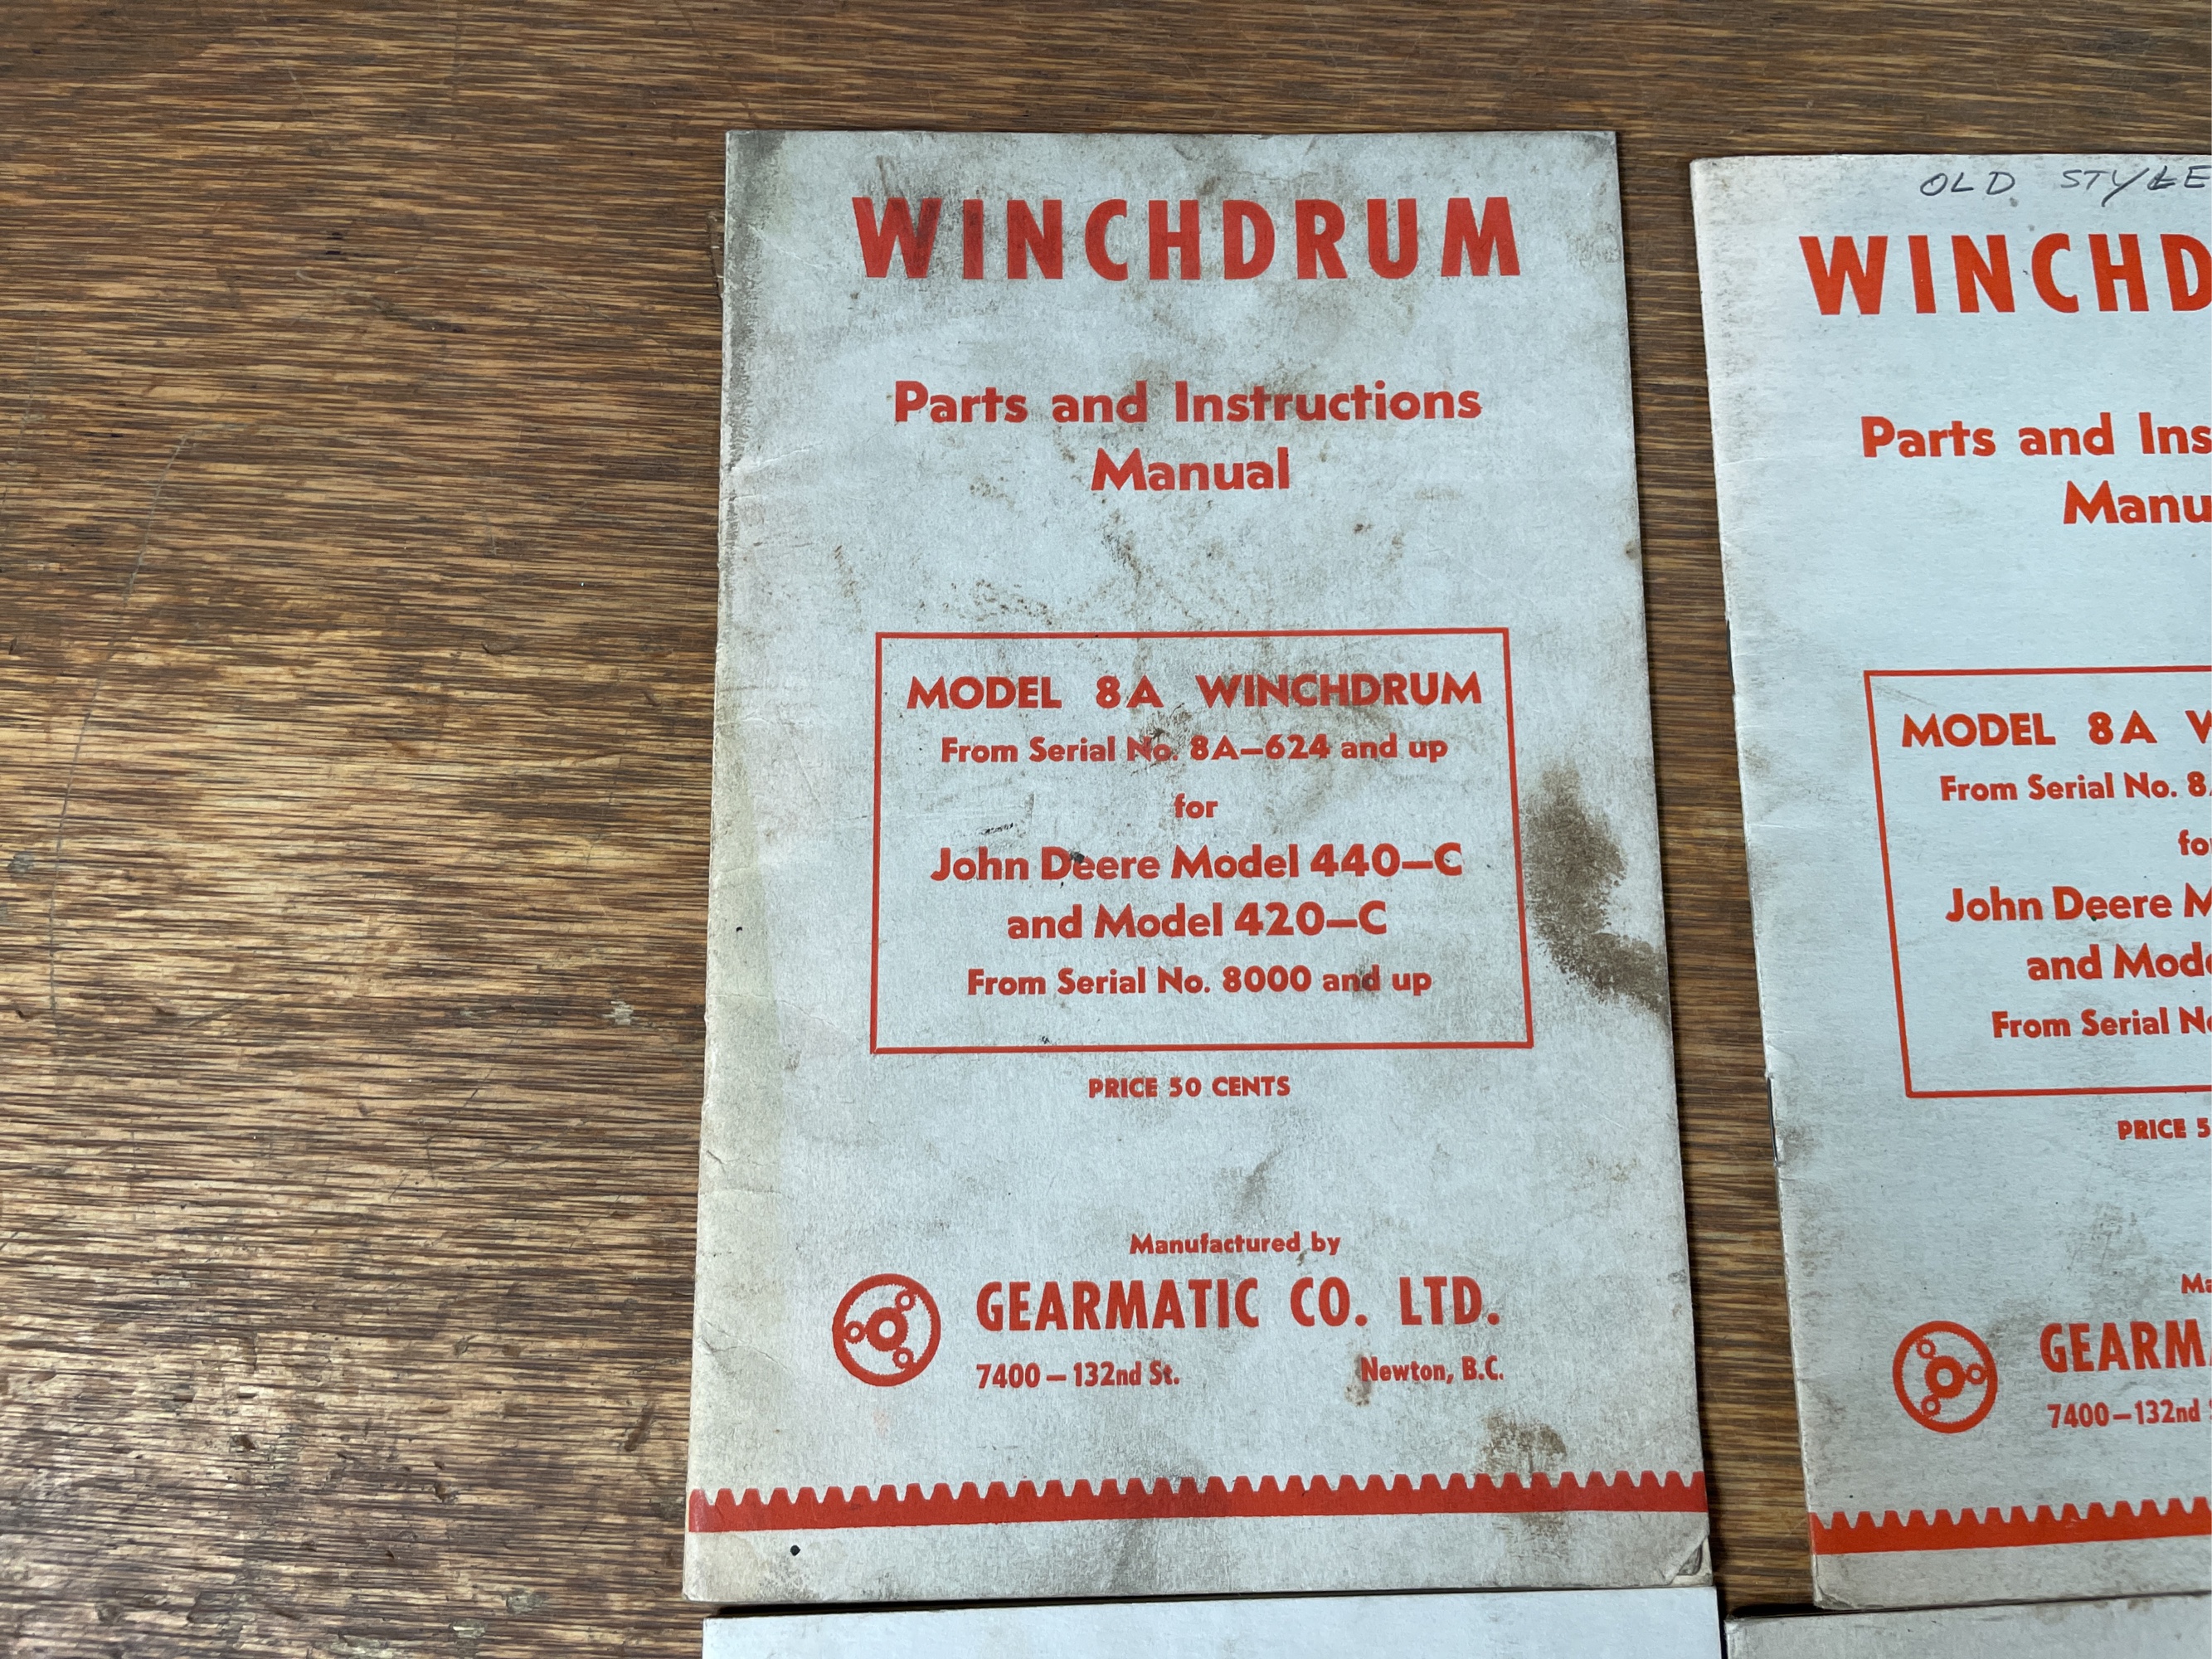 WINCHDRUM
Parts and Instructions
Manual
MODEL 8A WINCHDRUM
From Serial No. 8A—624 and up
for
John Deere Model 440—C
and Model 420—C
From Serial No. 8000 and up
PRICE 50 CENTS
Manufactured by
GEARMATIC CO. LTD.
7400 — 132nd St. Newton, B.C.
OLD STYLE
WINCHD
Parts and Ins
Manu
MODEL 8A W
From Serial No. 8
fo
John Deere M
and Mod
From Serial N
PRICE 5
Ma
GEARM
7400—132nd